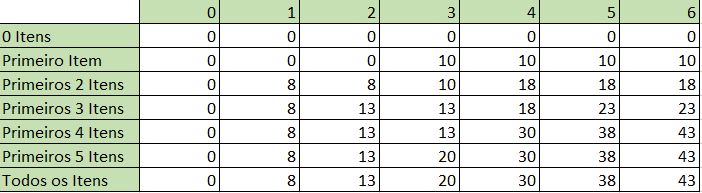 0 1 2 3 4 5 6
0 Itens 0 0 0 0 0 0 0
Primeiro Item 0 0 0 10 10 10 10
Primeiros 2 Itens 0 8 8 10 18 18 18
Primeiros 3 Itens 0 8 13 13 18 23 23
Primeiros 4 Itens 0 8 13 13 30 38 43
Primeiros 5 Itens 0 8 13 20 30 38 43
Todos os Itens 0 8 13 20 30 38 43